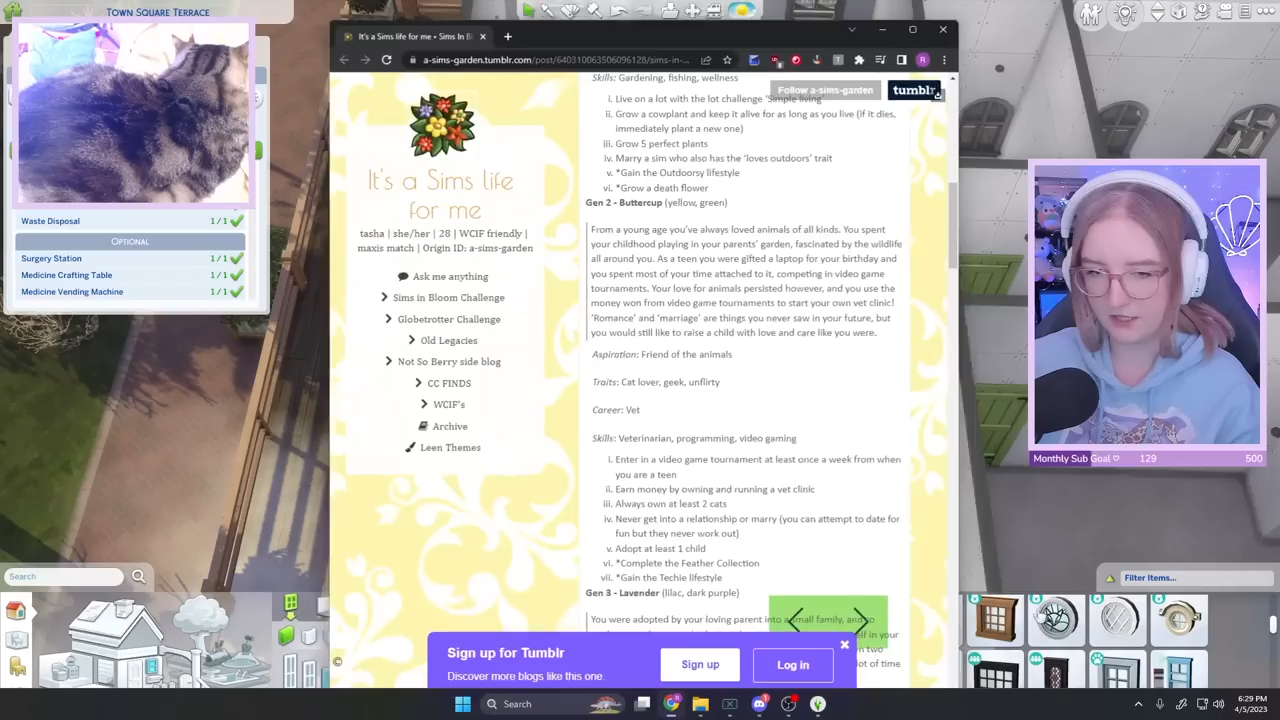 TOWN SQUARE TERRACE
It's a Sims life for me • Sims In B
a-sims-garden.tumblr.com/post/640310063506096128/sims-in-...
Follow a-sims-garden
tumblr.
Waste Disposal 1 / 1
OPTIONAL
Surgery Station 1 / 1
Medicine Crafting Table 1 / 1
Medicine Vending Machine 1 / 1
It's a Sims life
for me
tasha | she/her | 28 | WCIF friendly |
maxis match | Origin ID: a-sims-garden
Ask me anything
Sims in Bloom Challenge
Globetrotter Challenge
Old Legacies
Not So Berry side blog
CC FINDS
WCIF's
Archive
Leen Themes
Skills: Gardening, fishing, wellness
i. Live on a lot with the lot challenge 'Simple living'
ii. Grow a cowplant and keep it alive for as long as you live (if it dies,
immediately plant a new one)
iii. Grow 5 perfect plants
iv. Marry a sim who also has the 'loves outdoors' trait
v. *Gain the Outdoorsy lifestyle
vi. *Grow a death flower
Gen 2 - Buttercup (yellow, green)
From a young age you've always loved animals of all kinds. You spent
your childhood playing in your parents' garden, fascinated by the wildlife
all around you. As a teen you were gifted a laptop for your birthday and
you spent most of your time attached to it, competing in video game
tournaments. Your love for animals persisted however, and you use the
money won from video game tournaments to start your own vet clinic!
'Romance' and 'marriage' are things you never saw in your future, but
you would still like to raise a child with love and care like you were.
Aspiration: Friend of the animals
Traits: Cat lover, geek, unflirty
Career: Vet
Skills: Veterinarian, programming, video gaming
i. Enter in a video game tournament at least once a week from when
you are a teen
ii. Earn money by owning and running a vet clinic
iii. Always own at least 2 cats
iv. Never get into a relationship or marry (you can attempt to date for
fun but they never work out)
v. Adopt at least 1 child
vi. *Complete the Feather Collection
vii. *Gain the Techie lifestyle
Gen 3 - Lavender (lilac, dark purple)
You were adopted by your loving parent into a small family, and so
elf in your
n two
lot of time
Sign up for Tumblr
Discover more blogs like this one.
Sign up
Log in
©
Monthly Sub Goal ♡ 129 500
Search
Filter Items...
Search
6:29 PM
4/5/2023